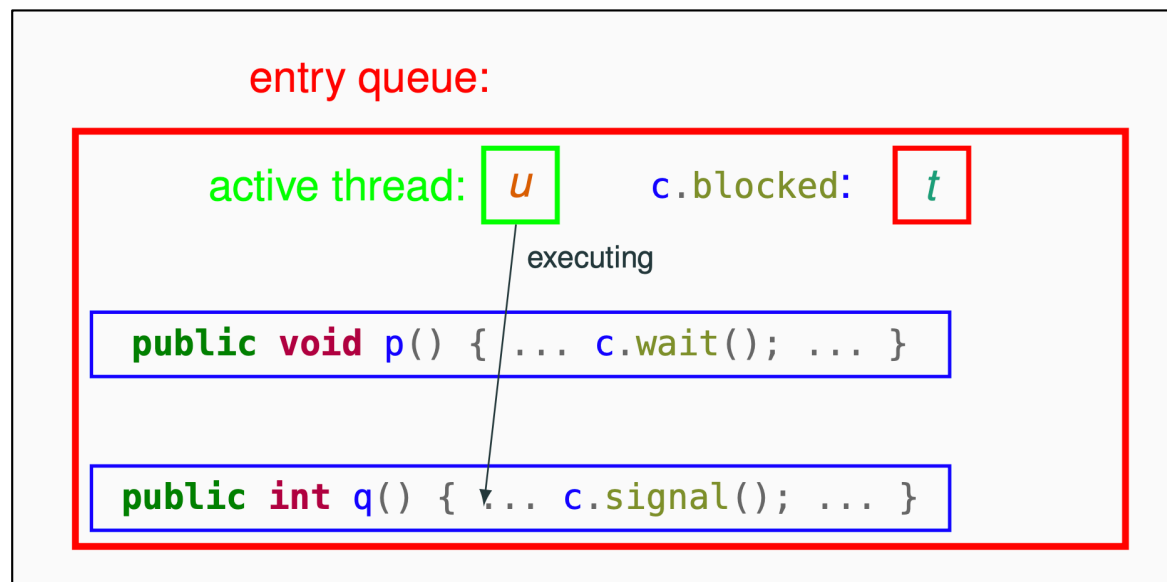 entry queue:
active thread: u c.blocked: t
executing
public void p() { ... c.wait(); ... }
public int q() { ... c.signal(); ... }